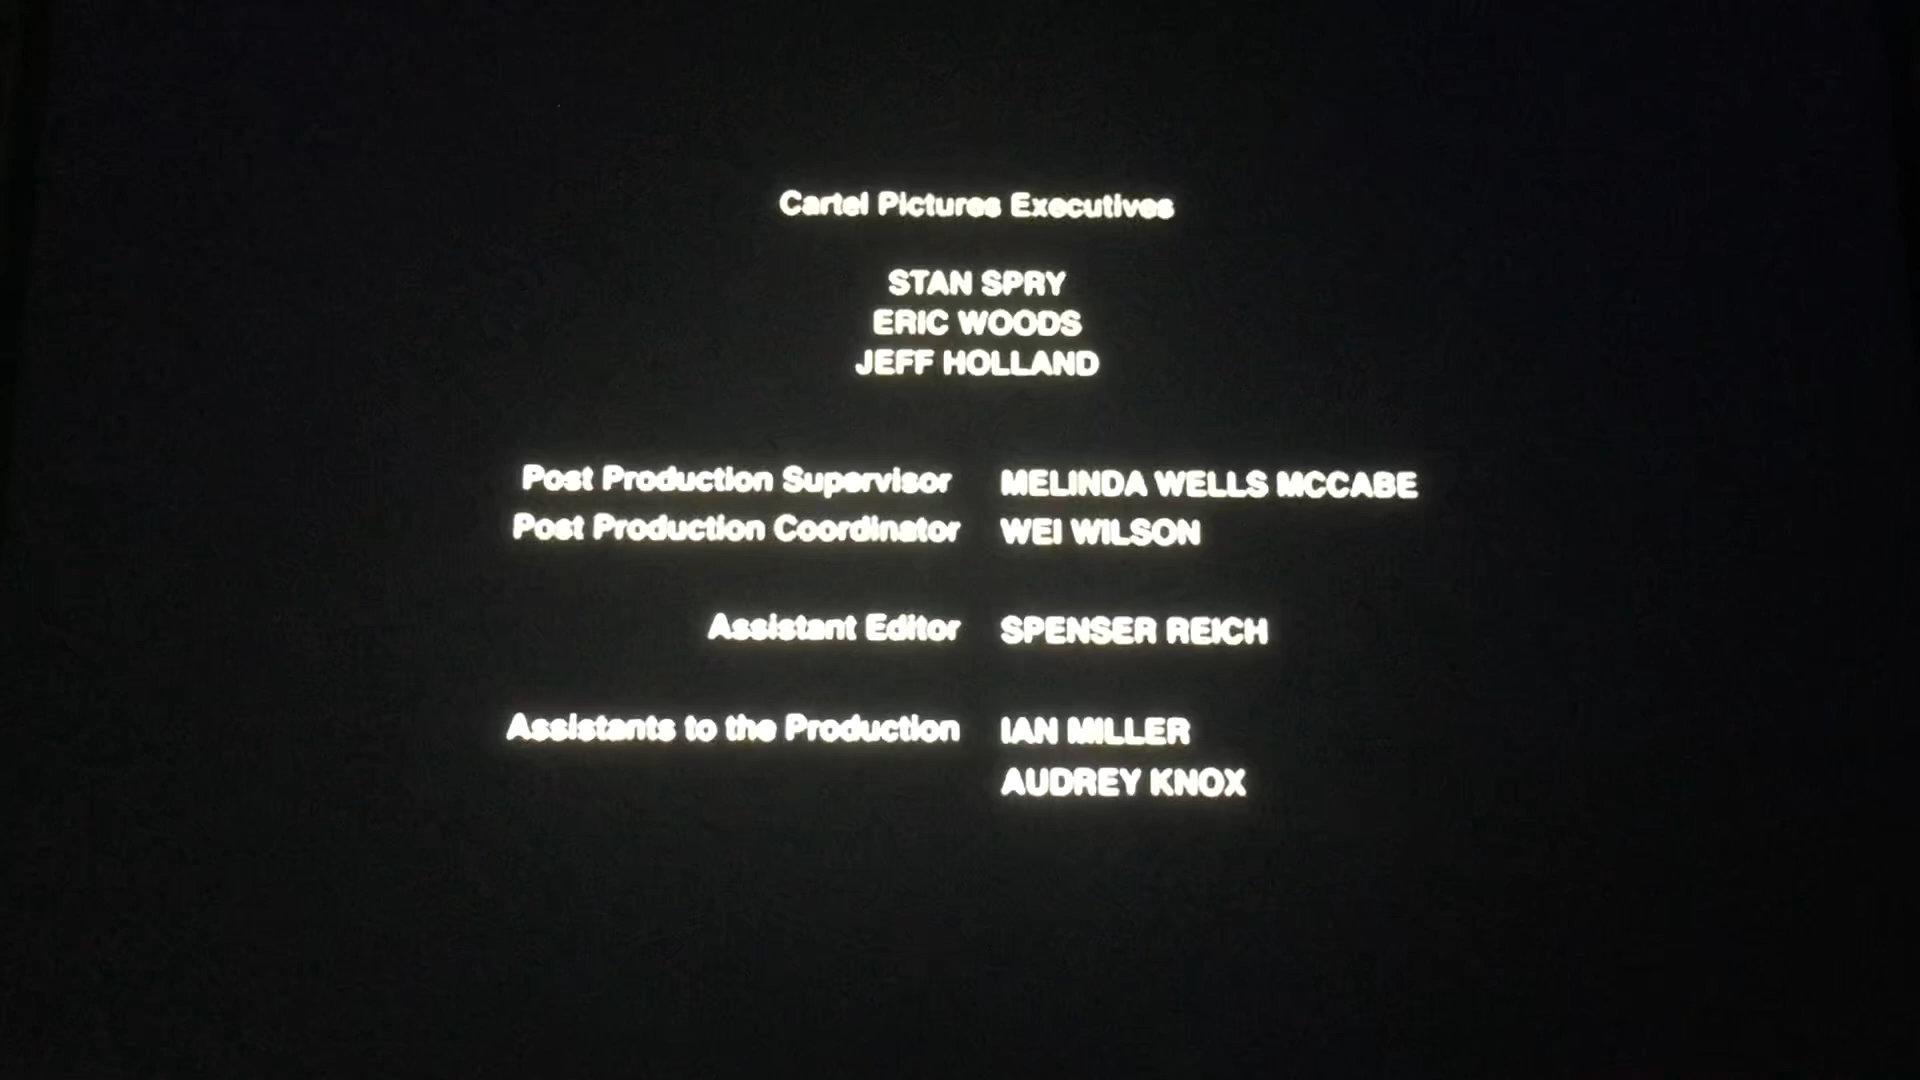 Cartel Pictures Executives
STAN SPRY
ERIC WOODS
JEFF HOLLAND
Post Production Supervisor MELINDA WELLS MCCABE
Post Production Coordinator WEI WILSON
Assistant Editor SPENSER REICH
Assistants to the Production IAN MILLER
AUDREY KNOX